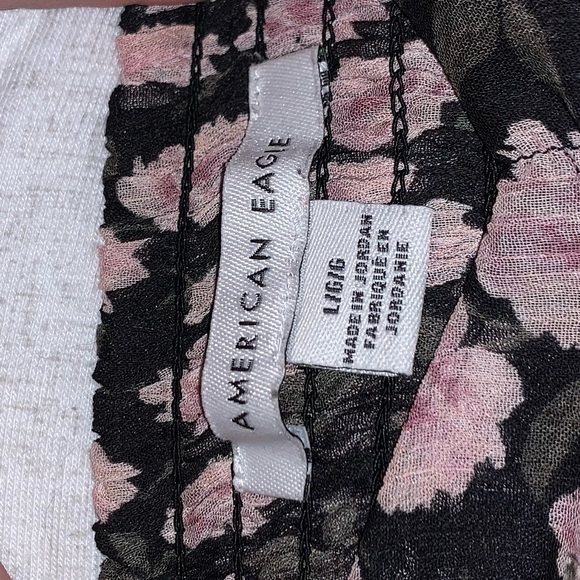 AMERICAN EAGLE
L/G/G
MADE IN JORDAN
FABRIQUÉ EN
JORDANIE